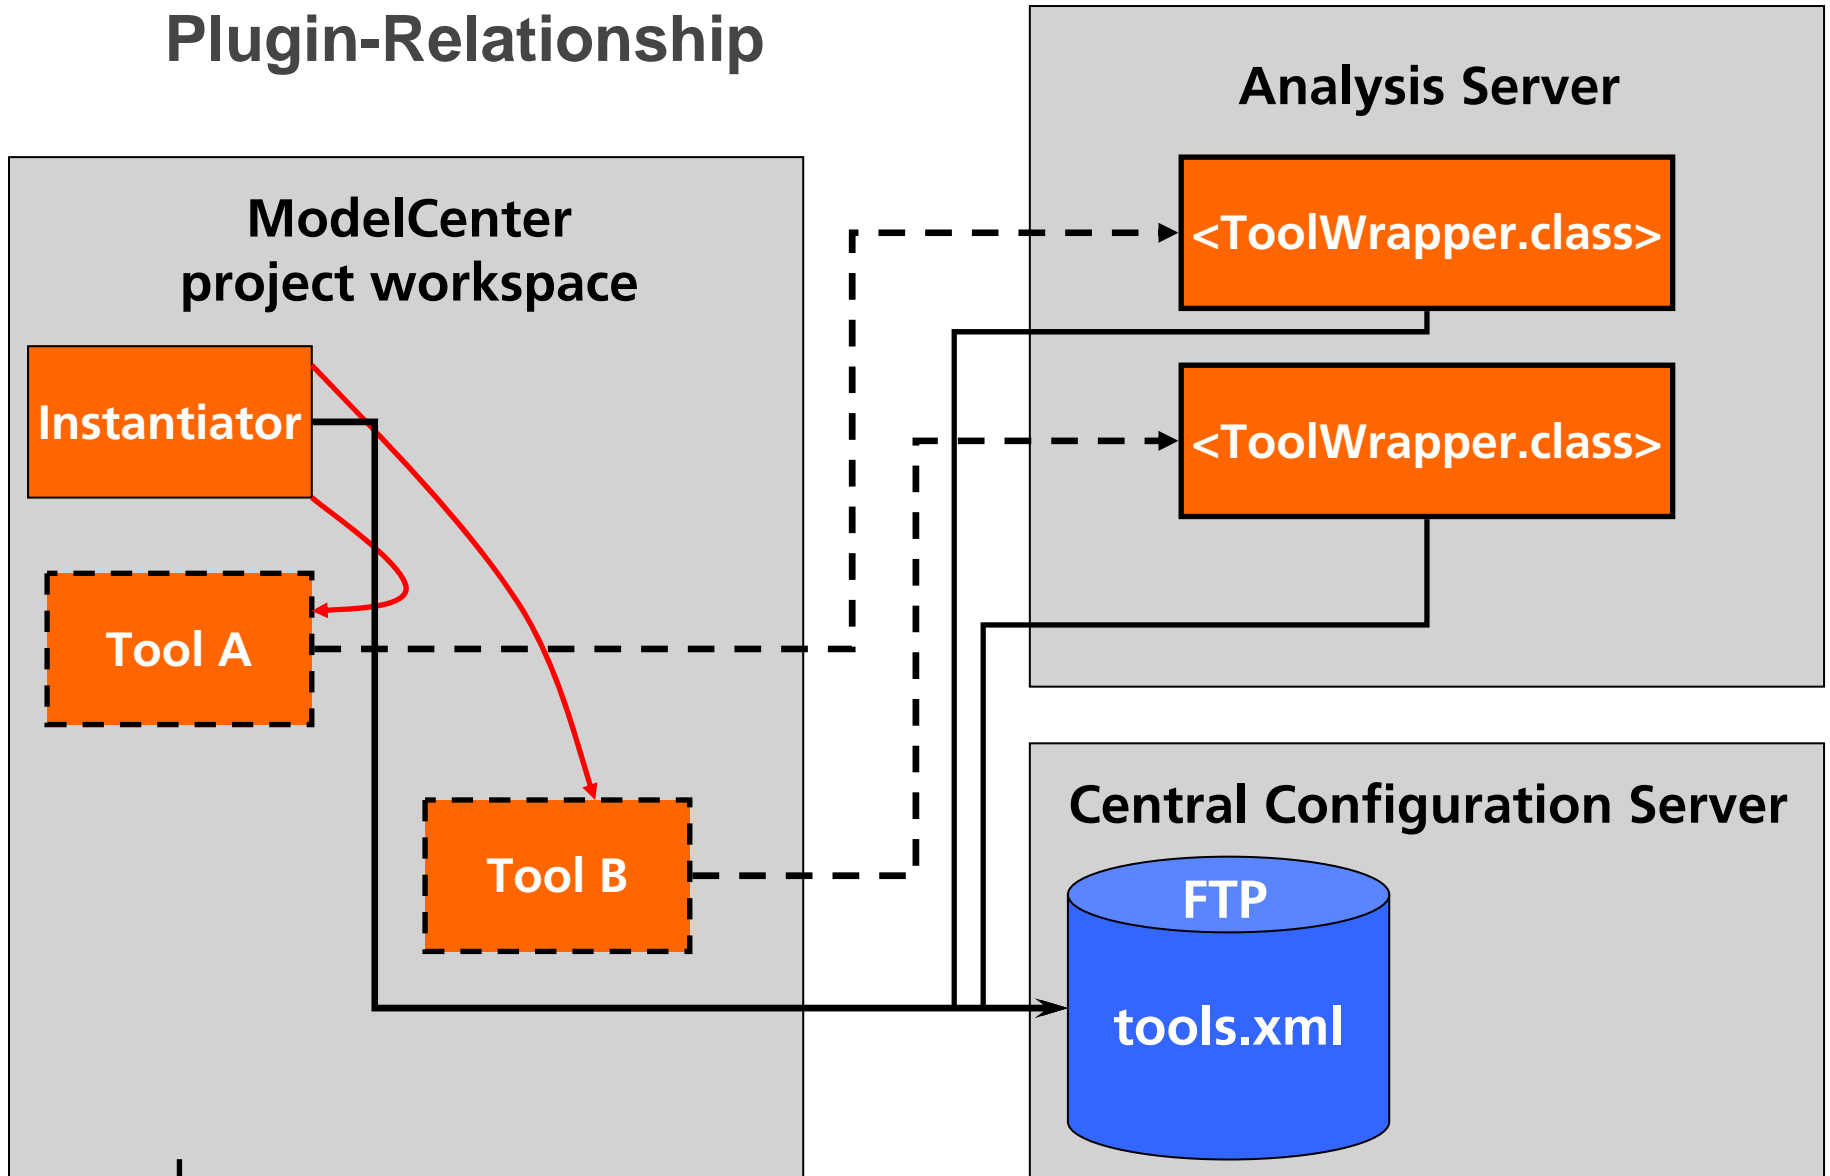 Plugin-Relationship
Analysis Server
<ToolWrapper.class>
<ToolWrapper.class>
ModelCenter
project workspace
Instantiator
Tool A
Tool B
Central Configuration Server
FTP
tools.xml